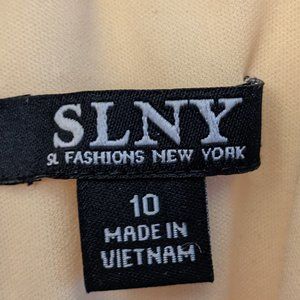 SLNY
SL FASHIONS NEW YORK
10
MADE IN
VIETNAM